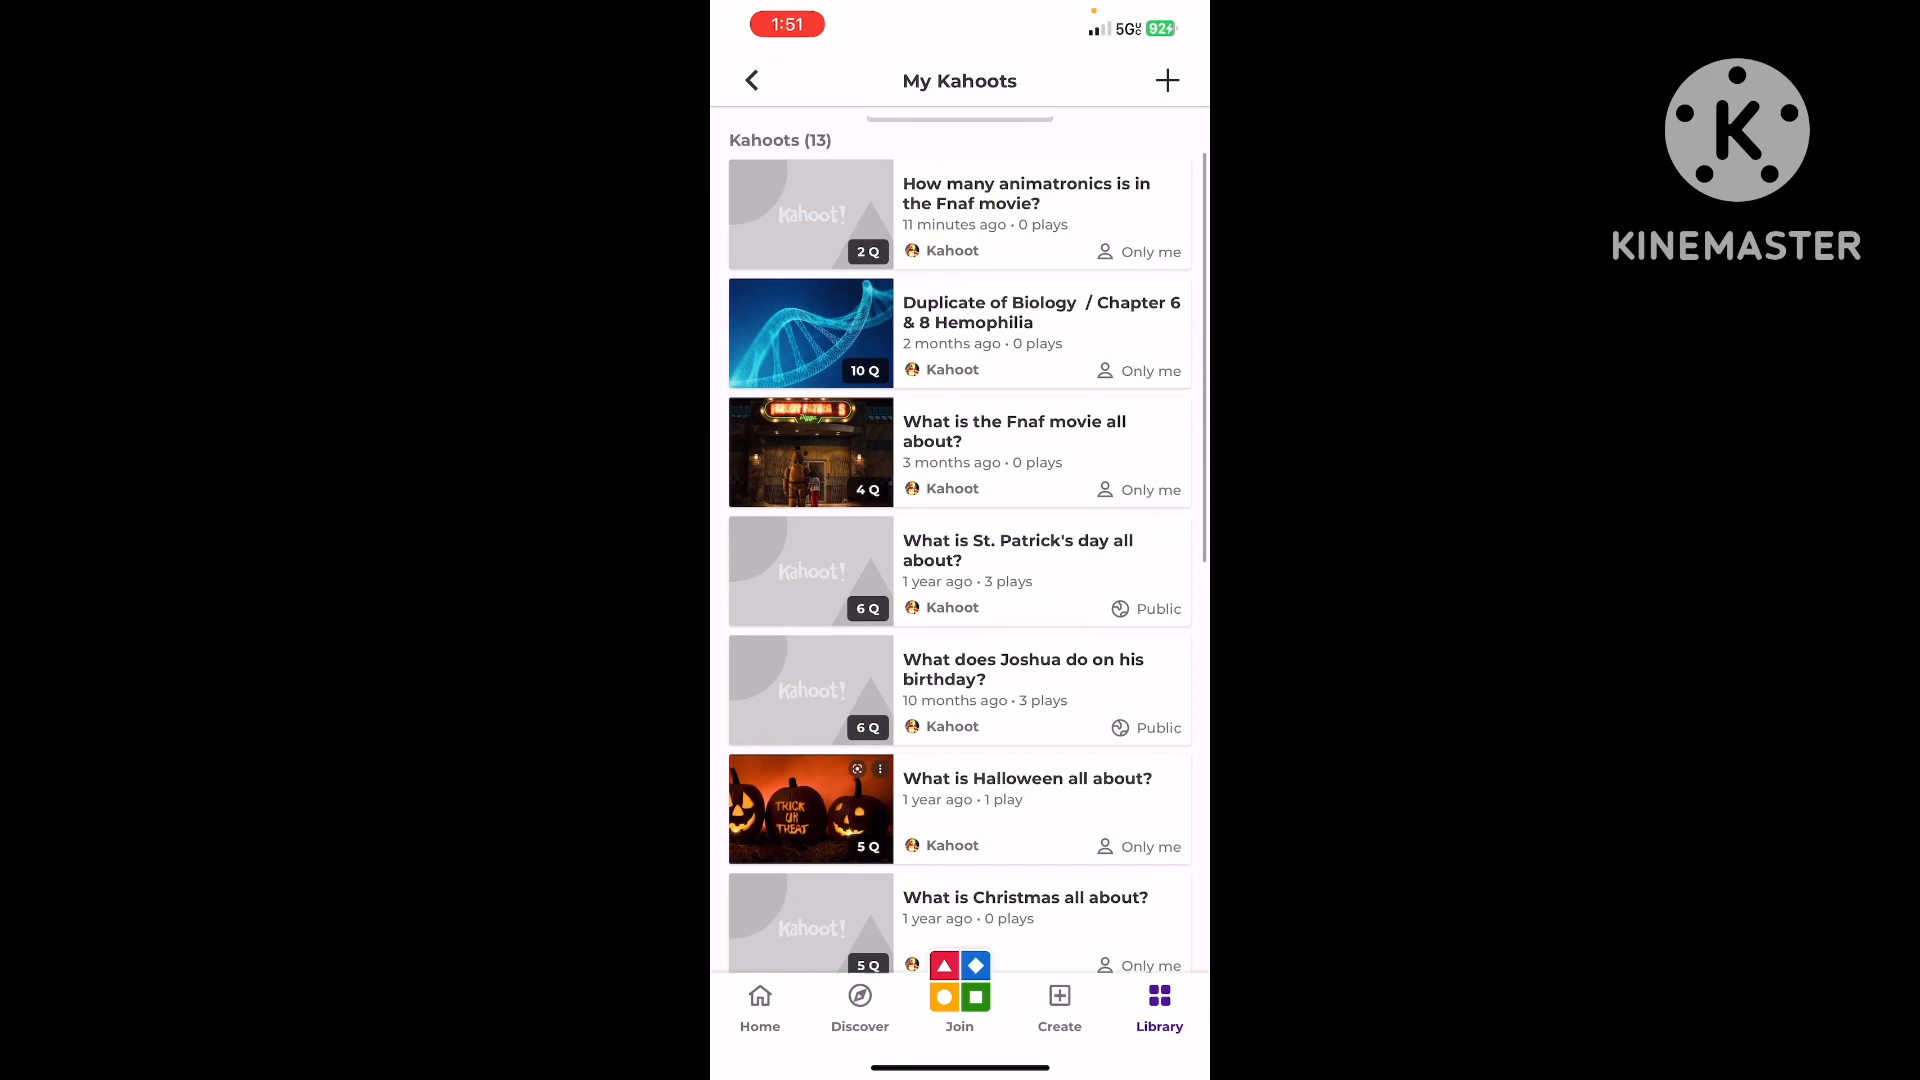 1:51
5G UC 92
My Kahoots
Kahoots (13)
How many animatronics is in
the Fnaf movie?
11 minutes ago • 0 plays
Kahoot!
2 Q
Kahoot
Only me
Duplicate of Biology / Chapter 6
& 8 Hemophilia
2 months ago • 0 plays
10 Q
Kahoot
Only me
What is the Fnaf movie all
about?
3 months ago • 0 plays
4 Q
Kahoot
Only me
What is St. Patrick's day all
about?
1 year ago • 3 plays
Kahoot!
6 Q
Kahoot
Public
What does Joshua do on his
birthday?
10 months ago • 3 plays
Kahoot!
6 Q
Kahoot
Public
What is Halloween all about?
1 year ago • 1 play
TRICK
OR
TREAT
5 Q
Kahoot
Only me
What is Christmas all about?
1 year ago • 0 plays
Kahoot!
5 Q
Only me
Home
Discover
Join
Create
Library
K
KINEMASTER